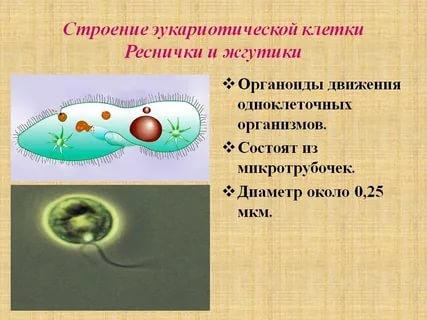 Строение эукариотической клетки
Реснички и жгутики
❖Органоиды движения
одноклеточных
организмов.
❖Состоят из
микротрубочек.
❖Диаметр около 0,25
мкм.